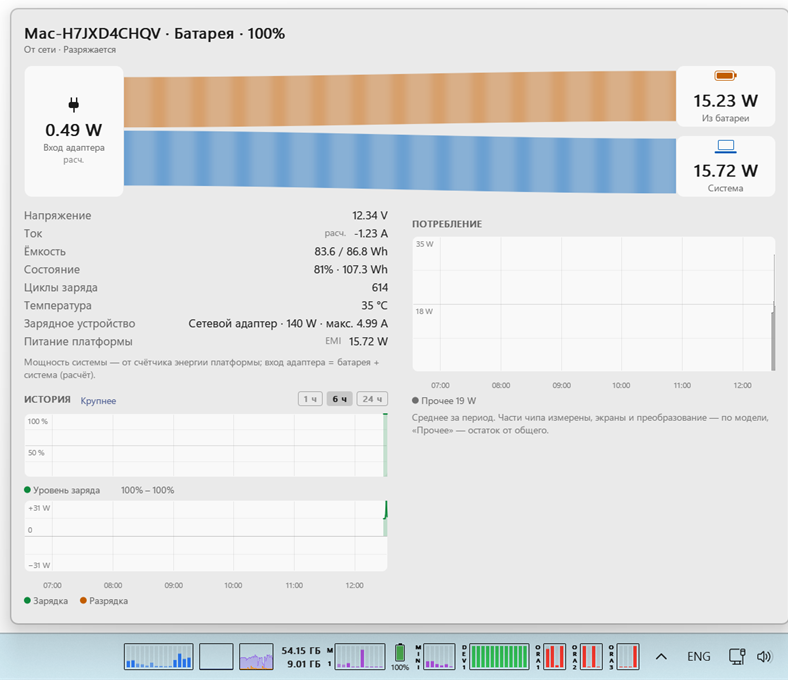 Mac-H7JXD4CHQV · Батарея · 100%
От сети · Разряжается
0.49 W
Вход адаптера
расч.
15.23 W
Из батареи
15.72 W
Система
Напряжение 12.34 V
Ток расч. -1.23 A
Ёмкость 83.6 / 86.8 Wh
Состояние 81% · 107.3 Wh
Циклы заряда 614
Температура 35 °C
Зарядное устройство Сетевой адаптер · 140 W · макс. 4.99 A
Питание платформы EMI 15.72 W
Мощность системы — от счётчика энергии платформы; вход адаптера = батарея +
система (расчёт).
ИСТОРИЯ Крупнее 1 ч 6 ч 24 ч
100 %
50 %
Уровень заряда 100% – 100%
+31 W
0
−31 W
07:00 08:00 09:00 10:00 11:00 12:00
Зарядка Разрядка
ПОТРЕБЛЕНИЕ
35 W
18 W
07:00 08:00 09:00 10:00 11:00 12:00
Прочее 19 W
Среднее за период. Части чипа измерены, экраны и преобразование — по модели,
«Прочее» — остаток от общего.
54.15 ГБ
9.01 ГБ
M1
100%
MINI
DEV1
ORA1
ORA2
ORA3
ENG